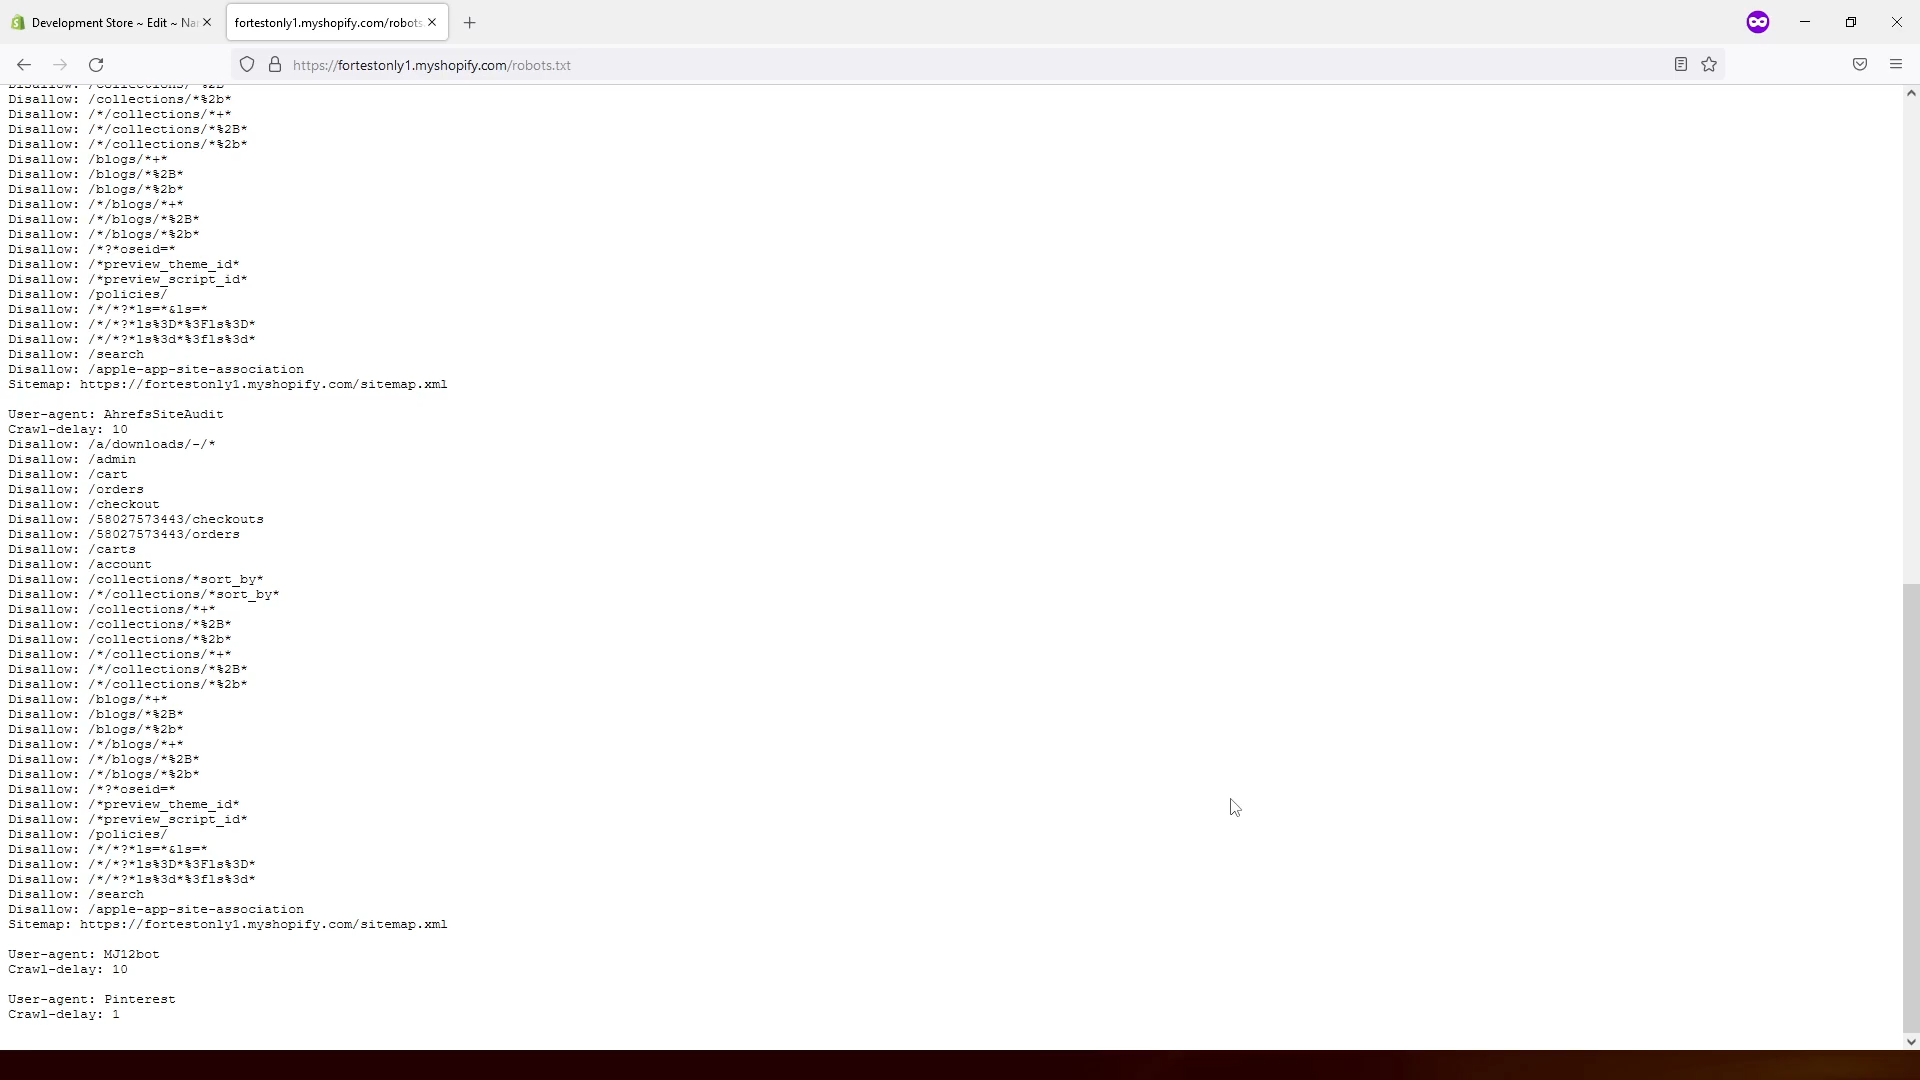 Development Store ~ Edit ~ Na
fortestonly1.myshopify.com/robots
https://fortestonly1.myshopify.com/robots.txt
Disallow: /collections/*%2B*
Disallow: /collections/*%2b*
Disallow: /*/collections/*+*
Disallow: /*/collections/*%2B*
Disallow: /*/collections/*%2b*
Disallow: /blogs/*+*
Disallow: /blogs/*%2B*
Disallow: /blogs/*%2b*
Disallow: /*/blogs/*+*
Disallow: /*/blogs/*%2B*
Disallow: /*/blogs/*%2b*
Disallow: /*?*oseid=*
Disallow: /*preview_theme_id*
Disallow: /*preview_script_id*
Disallow: /policies/
Disallow: /*/*?*ls=*&ls=*
Disallow: /*/*?*ls%3D*%3Fls%3D*
Disallow: /*/*?*ls%3d*%3fls%3d*
Disallow: /search
Disallow: /apple-app-site-association
Sitemap: https://fortestonly1.myshopify.com/sitemap.xml
User-agent: AhrefsSiteAudit
Crawl-delay: 10
Disallow: /a/downloads/-/*
Disallow: /admin
Disallow: /cart
Disallow: /orders
Disallow: /checkout
Disallow: /58027573443/checkouts
Disallow: /58027573443/orders
Disallow: /carts
Disallow: /account
Disallow: /collections/*sort_by*
Disallow: /*/collections/*sort_by*
Disallow: /collections/*+*
Disallow: /collections/*%2B*
Disallow: /collections/*%2b*
Disallow: /*/collections/*+*
Disallow: /*/collections/*%2B*
Disallow: /*/collections/*%2b*
Disallow: /blogs/*+*
Disallow: /blogs/*%2B*
Disallow: /blogs/*%2b*
Disallow: /*/blogs/*+*
Disallow: /*/blogs/*%2B*
Disallow: /*/blogs/*%2b*
Disallow: /*?*oseid=*
Disallow: /*preview_theme_id*
Disallow: /*preview_script_id*
Disallow: /policies/
Disallow: /*/*?*ls=*&ls=*
Disallow: /*/*?*ls%3D*%3Fls%3D*
Disallow: /*/*?*ls%3d*%3fls%3d*
Disallow: /search
Disallow: /apple-app-site-association
Sitemap: https://fortestonly1.myshopify.com/sitemap.xml
User-agent: MJ12bot
Crawl-delay: 10
User-agent: Pinterest
Crawl-delay: 1